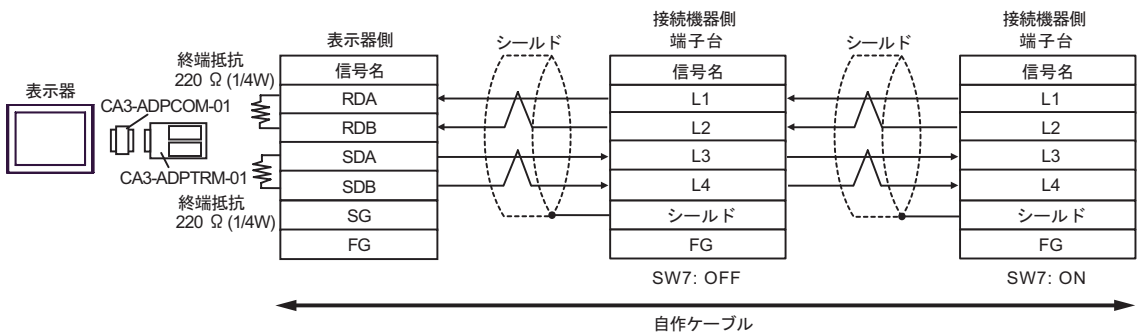 表示器
CA3-ADPCOM-01
CA3-ADPTRM-01
終端抵抗
220 Ω (1/4W)
終端抵抗
220 Ω (1/4W)
表示器側
信号名
RDA
RDB
SDA
SDB
SG
FG
シールド
接続機器側
端子台
信号名
L1
L2
L3
L4
シールド
FG
SW7: OFF
シールド
接続機器側
端子台
信号名
L1
L2
L3
L4
シールド
FG
SW7: ON
自作ケーブル